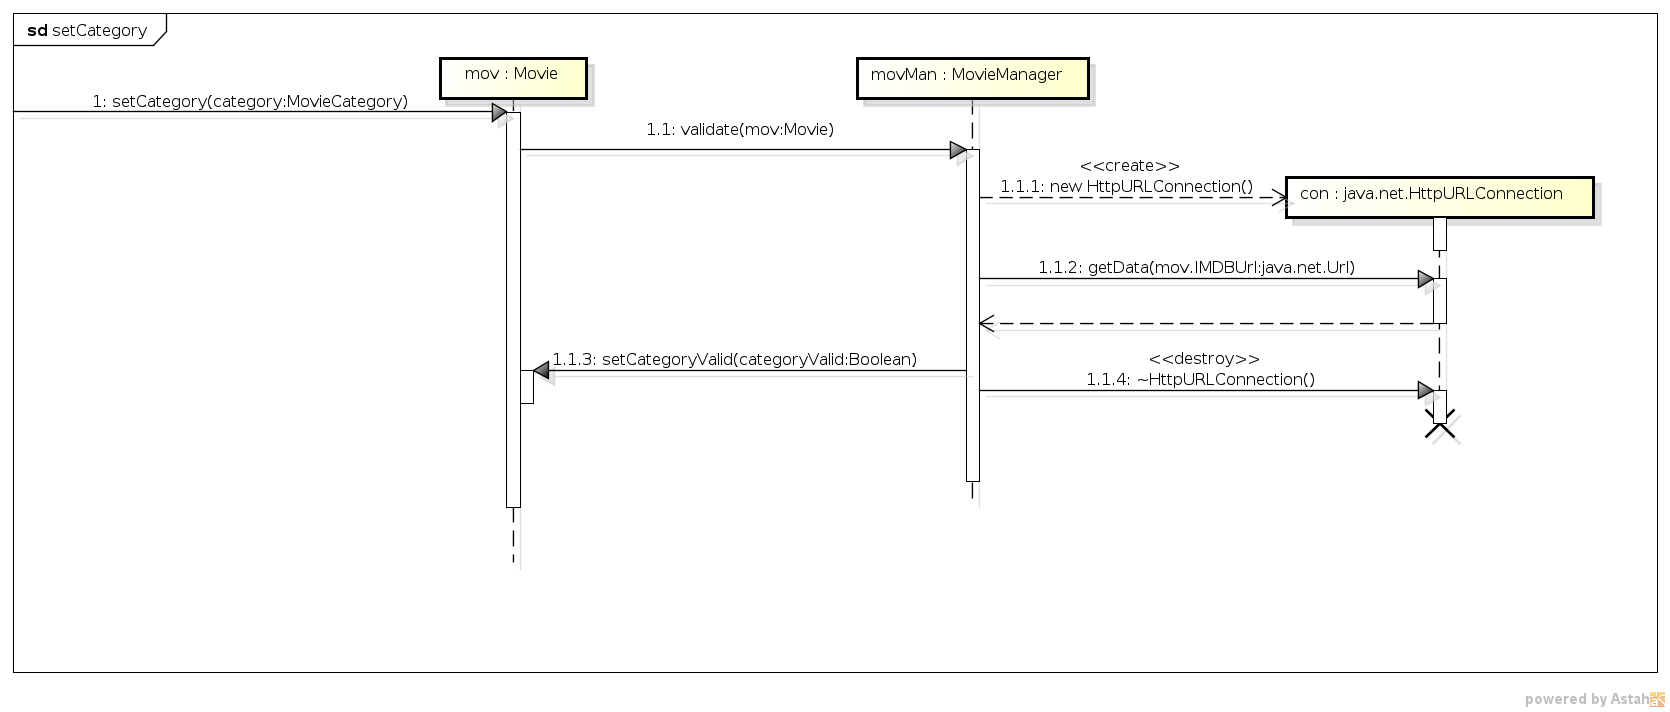 sd setCategory
mov : Movie
movMan : MovieManager
1: setCategory(category:MovieCategory)
1.1: validate(mov:Movie)
<<create>>
1.1.1: new HttpURLConnection()
con : java.net.HttpURLConnection
1.1.2: getData(mov.IMDBUrl:java.net.Url)
1.1.3: setCategoryValid(categoryValid:Boolean)
<<destroy>>
1.1.4: ~HttpURLConnection()
powered by Astah